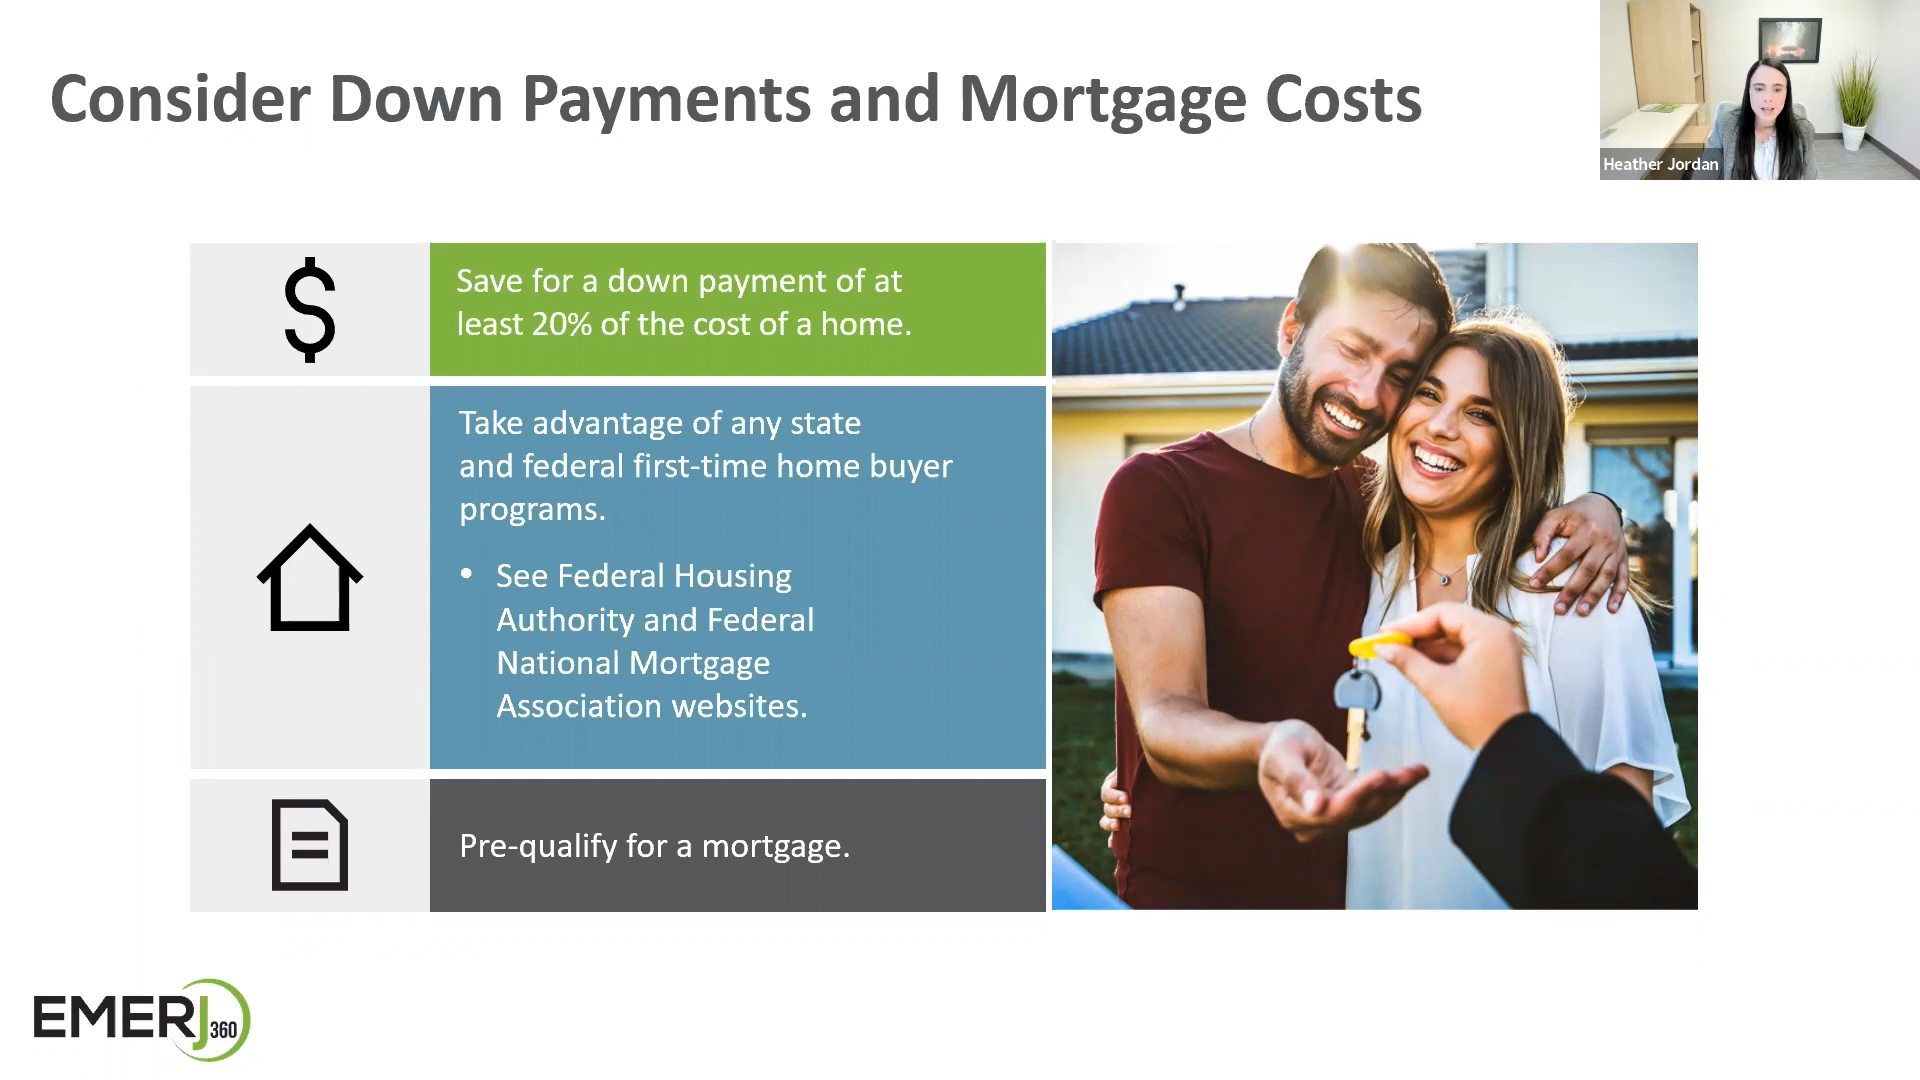 Consider Down Payments and Mortgage Costs
Heather Jordan
Save for a down payment of at
least 20% of the cost of a home.
Take advantage of any state
and federal first-time home buyer
programs.
• See Federal Housing
Authority and Federal
National Mortgage
Association websites.
Pre-qualify for a mortgage.
EMERJ360